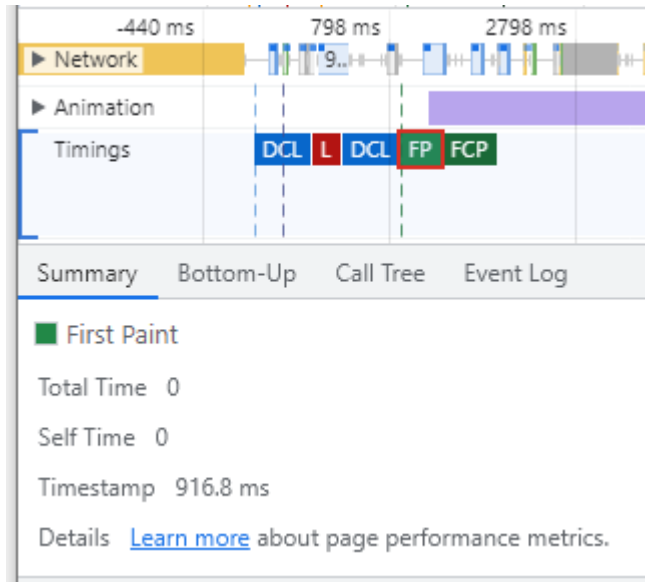 -440 ms 798 ms 2798 ms
Network 9...
Animation
Timings DCL L DCL FP FCP
Summary Bottom-Up Call Tree Event Log
First Paint
Total Time 0
Self Time 0
Timestamp 916.8 ms
Details Learn more about page performance metrics.